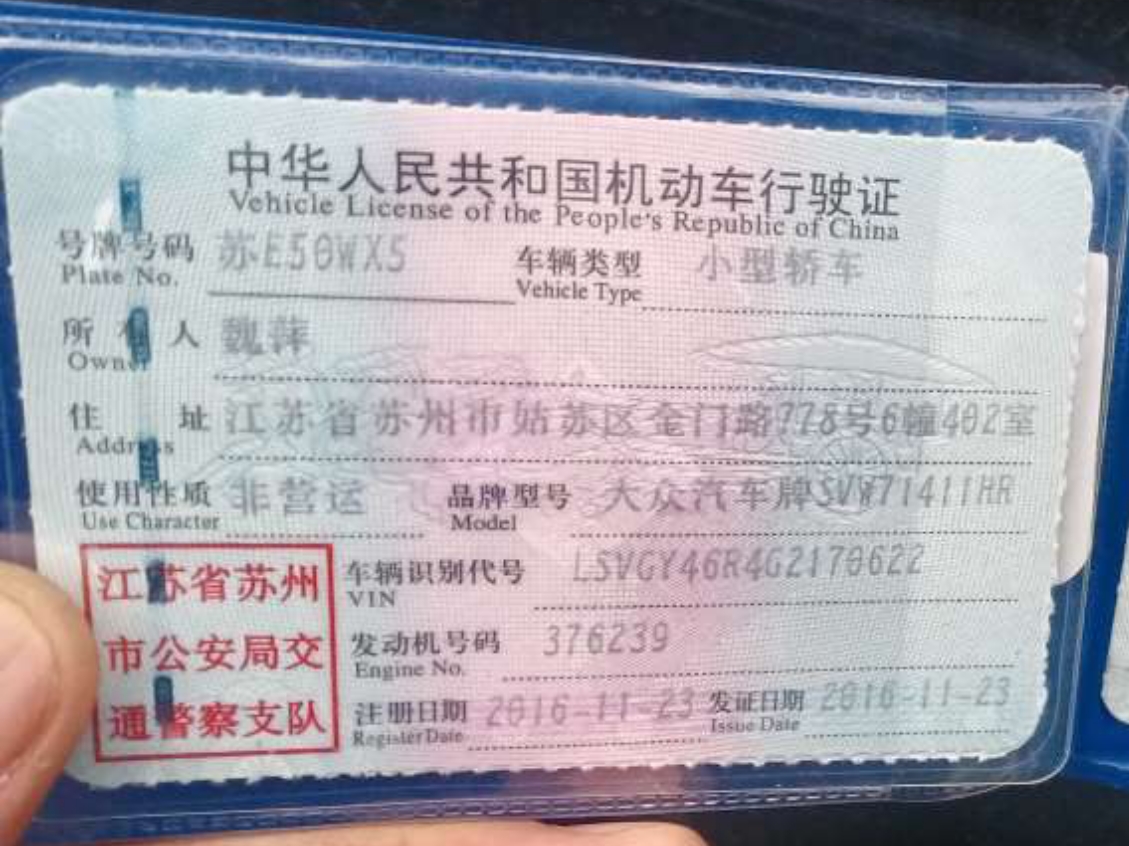 中华人民共和国机动车行驶证
Vehicle License of the People's Republic of China
号牌号码 苏E50WX5 车辆类型 小型轿车
Plate No. Vehicle Type
所有人 魏萍
Owner
住址 江苏省苏州市姑苏区金门路778号6幢402室
Address
使用性质 非营运 品牌型号 大众汽车牌SVW71411HR
Use Character Model
江苏省苏州 车辆识别代号 LSVGY46R4G2170622
VIN
市公安局交 发动机号码 376239
Engine No.
通警察支队 注册日期 2016-11-23 发证日期 2016-11-23
Register Date Issue Date